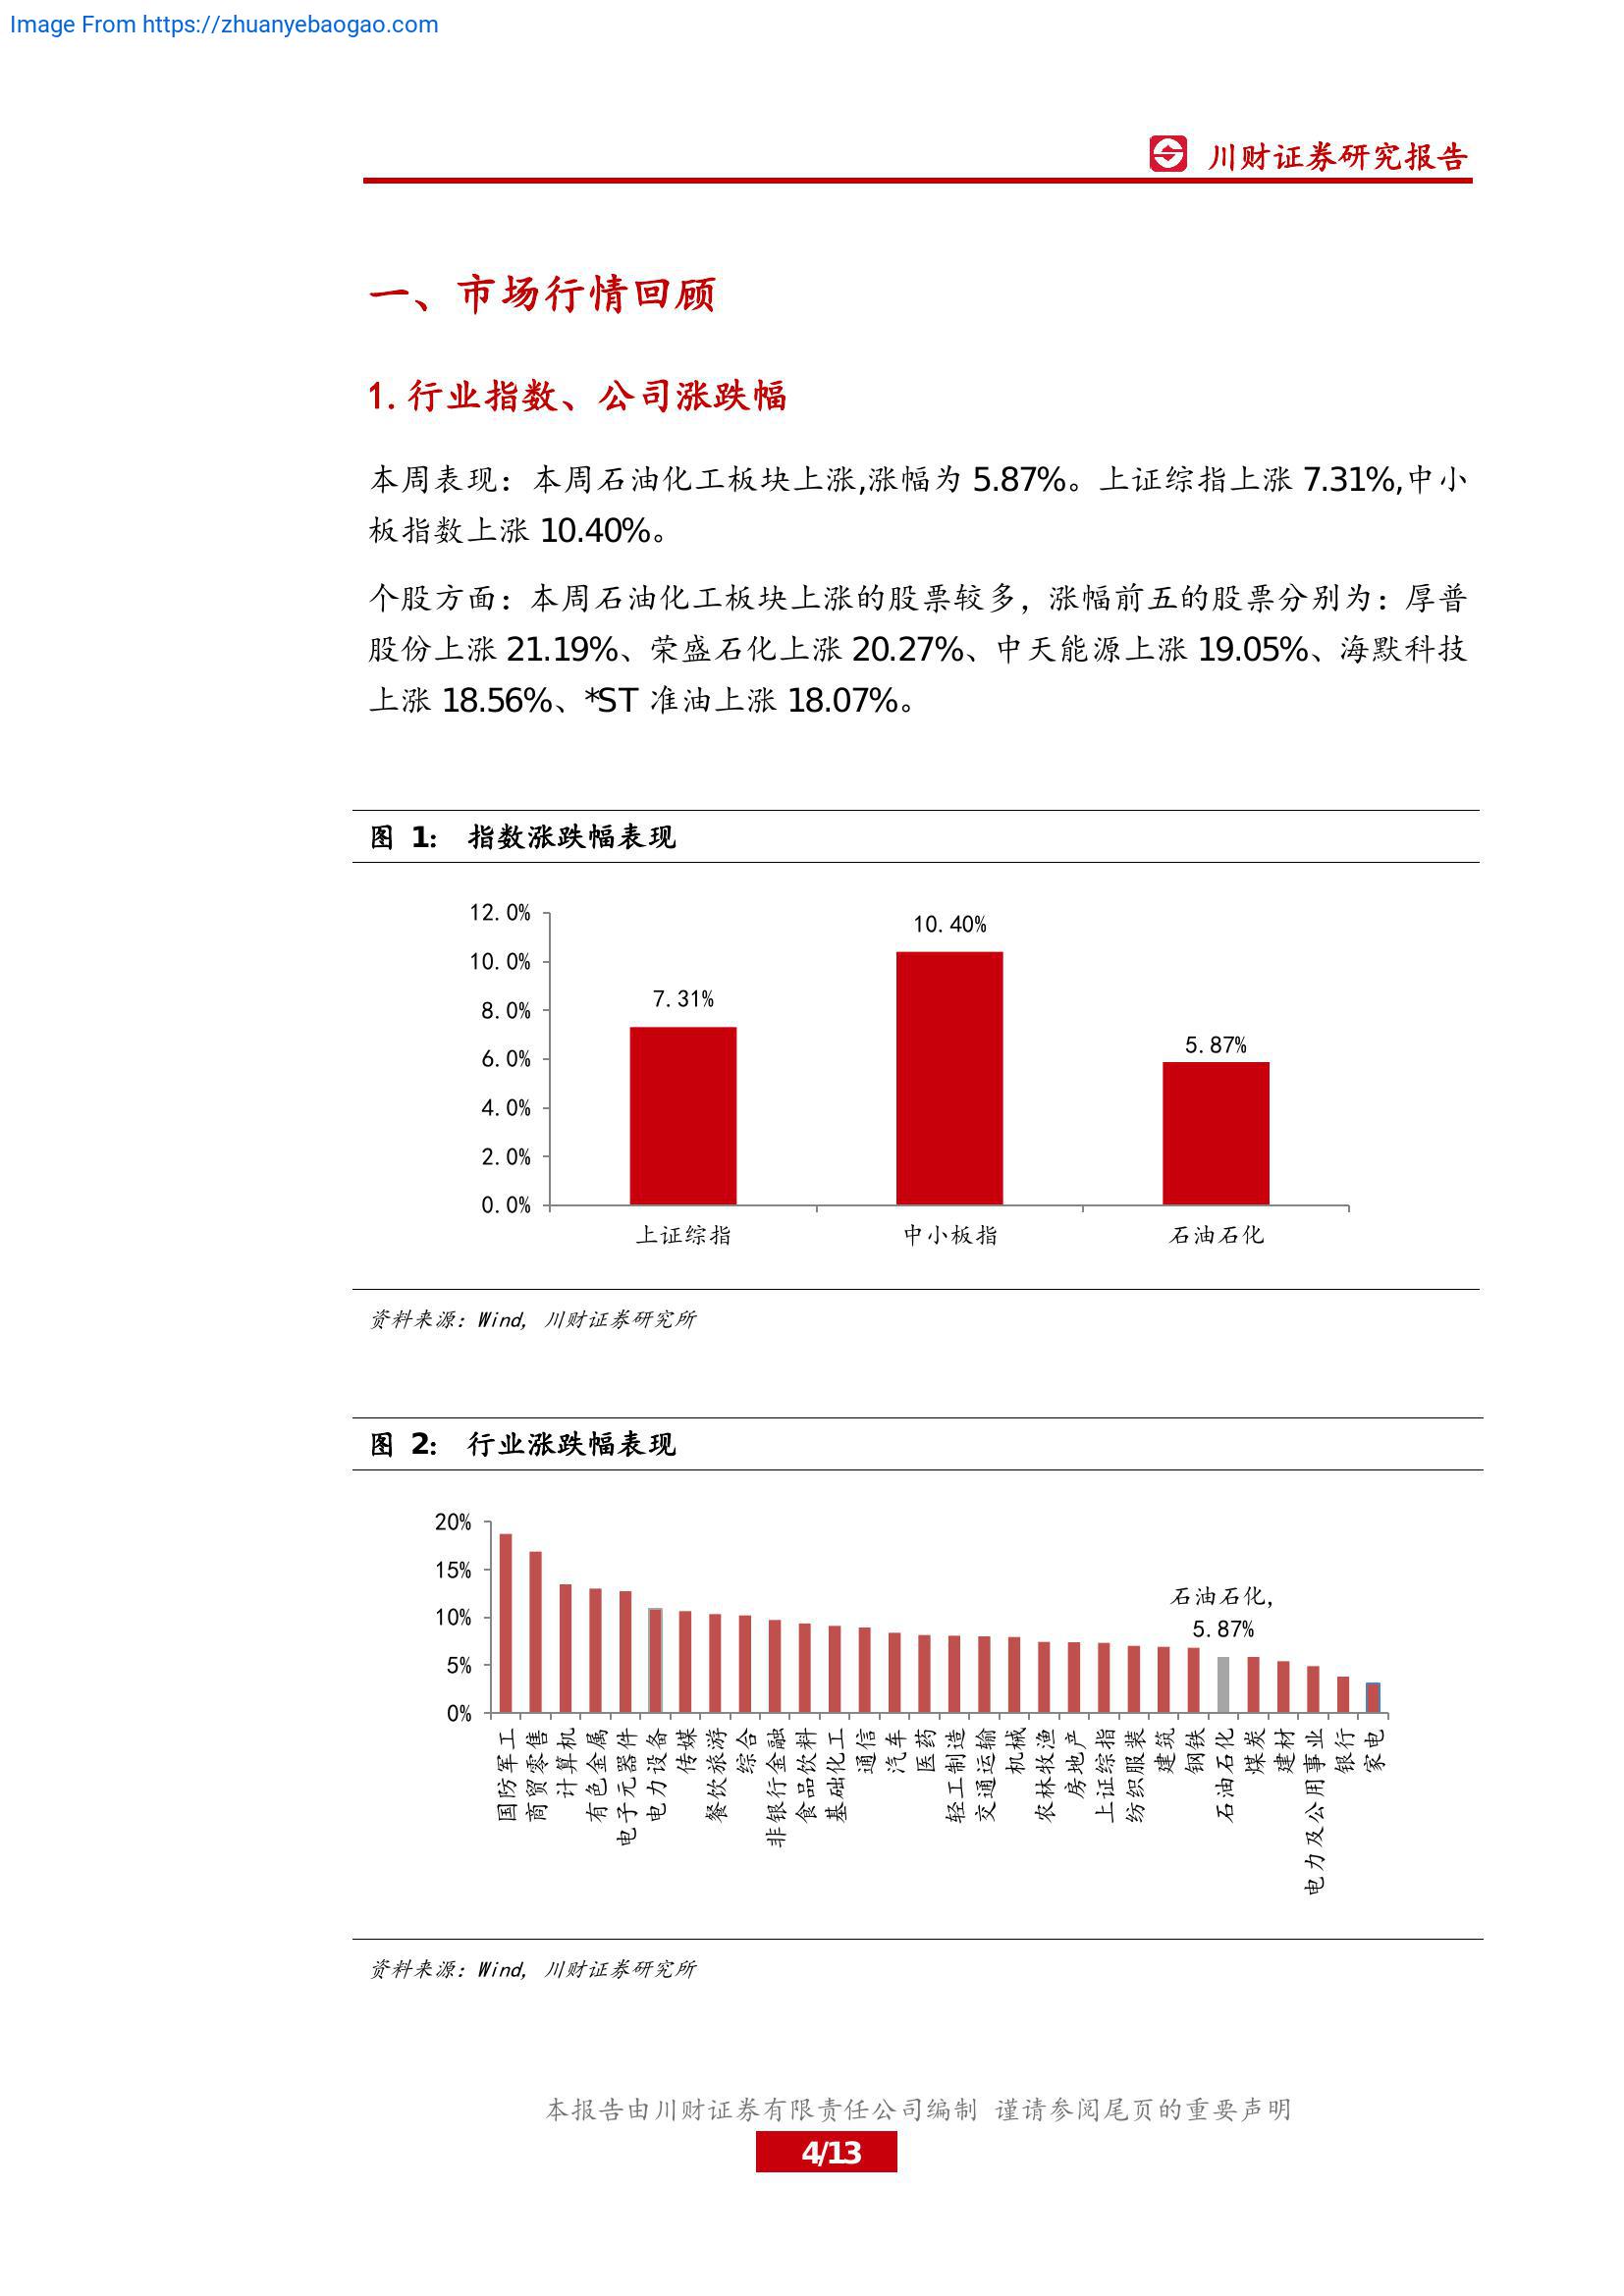 Image From https://zhuanyebaogao.com
川财证券研究报告
一、市场行情回顾
1. 行业指数、公司涨跌幅
本周表现：本周石油化工板块上涨,涨幅为 5.87%。上证综指上涨 7.31%,中小
板指数上涨 10.40%。
个股方面：本周石油化工板块上涨的股票较多，涨幅前五的股票分别为：厚普
股份上涨 21.19%、荣盛石化上涨 20.27%、中天能源上涨 19.05%、海默科技
上涨 18.56%、*ST 准油上涨 18.07%。
图 1： 指数涨跌幅表现
12.0%
10.0%
8.0%
6.0%
4.0%
2.0%
0.0%
7.31%
10.40%
5.87%
上证综指
中小板指
石油石化
资料来源：Wind, 川财证券研究所
图 2： 行业涨跌幅表现
20%
15%
10%
5%
0%
石油石化,
5.87%
国防军工
商贸零售
计算机
有色金属
电子元器件
电力设备
传媒
餐饮旅游
综合
非银行金融
食品饮料
基础化工
通信
汽车
医药
轻工制造
交通运输
机械
农林牧渔
房地产
上证综指
纺织服装
建筑
钢铁
石油石化
煤炭
建材
电力及公用事业
银行
家电
资料来源：Wind, 川财证券研究所
本报告由川财证券有限责任公司编制 谨请参阅尾页的重要声明
4/13